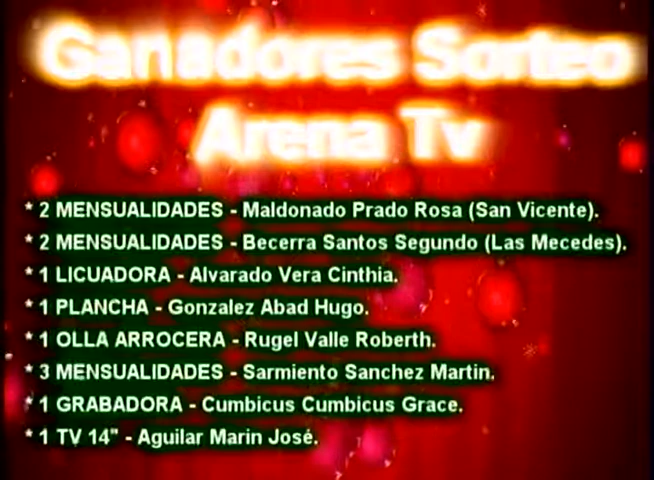 Ganadores Sorteo
Arena Tv
* 2 MENSUALIDADES - Maldonado Prado Rosa (San Vicente).
* 2 MENSUALIDADES - Becerra Santos Segundo (Las Mecedes).
* 1 LICUADORA - Alvarado Vera Cinthia.
* 1 PLANCHA - Gonzalez Abad Hugo.
* 1 OLLA ARROCERA - Rugel Valle Roberth.
* 3 MENSUALIDADES - Sarmiento Sanchez Martin.
* 1 GRABADORA - Cumbicus Cumbicus Grace.
* 1 TV 14" - Aguilar Marin José.